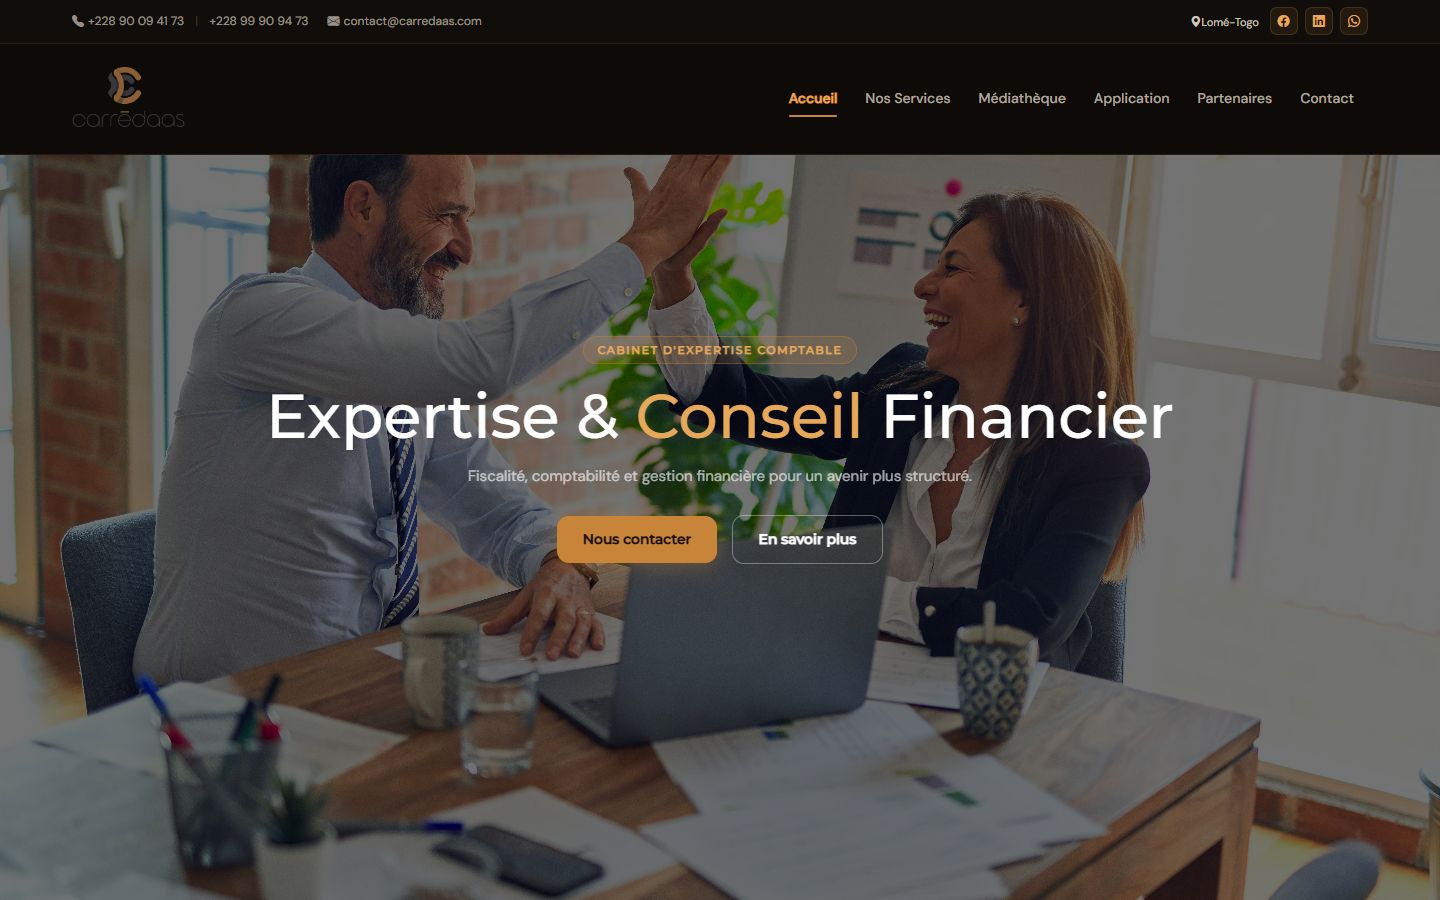 +228 90 09 41 73 | +228 99 90 94 73 contact@carredaas.com Lomé-Togo
carrēdaas
Accueil Nos Services Médiathèque Application Partenaires Contact
CABINET D'EXPERTISE COMPTABLE
Expertise & Conseil Financier
Fiscalité, comptabilité et gestion financière pour un avenir plus structuré.
Nous contacter En savoir plus